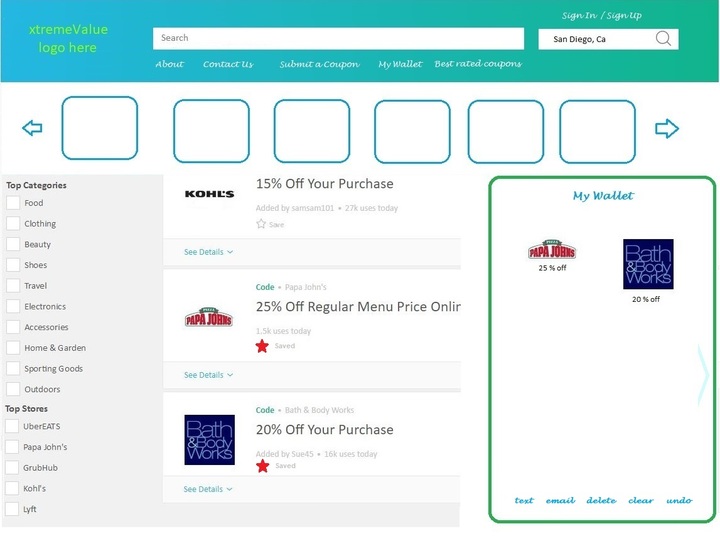 Sign In / Sign Up
xtremeValue
logo here
Search
San Diego, Ca
About
Contact Us
Submit a Coupon
My Wallet
Best rated coupons
Top Categories
Food
Clothing
Beauty
Shoes
Travel
Electronics
Accessories
Home & Garden
Sporting Goods
Outdoors
Top Stores
UberEATS
Papa John's
GrubHub
Kohl's
Lyft
KOHL'S
15% Off Your Purchase
Added by samsam101 • 27k uses today
Save
See Details
PAPA JOHNS
Code • Papa John's
25% Off Regular Menu Price Onlin
1.5k uses today
Saved
See Details
Bath
&Body
Works
Code • Bath & Body Works
20% Off Your Purchase
Added by Sue45 • 16k uses today
Saved
See Details
My Wallet
PAPA JOHNS
25 % off
Bath
&Body
Works
20 % off
text email delete clear undo